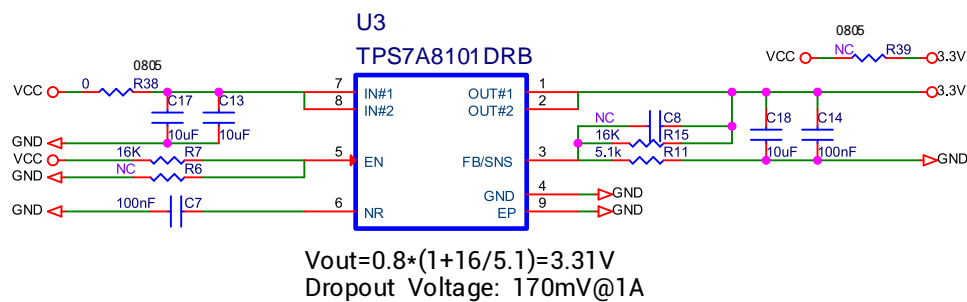 U3
TPS7A8101DRB
0805
VCC 0 R38
C17 C13
10uF 10uF
GND
VCC 16K R7
GND NC R6
GND 100nF C7
7 IN#1
8 IN#2
5 EN
6 NR
OUT#1 1
OUT#2 2
FB/SNS 3
GND 4 GND
EP 9 GND
0805
VCC NC R39 3.3V
3.3V
NC C8
16K R15
5.1k R11
C18 C14
10uF 100nF
GND
Vout=0.8*(1+16/5.1)=3.31V
Dropout Voltage: 170mV@1A